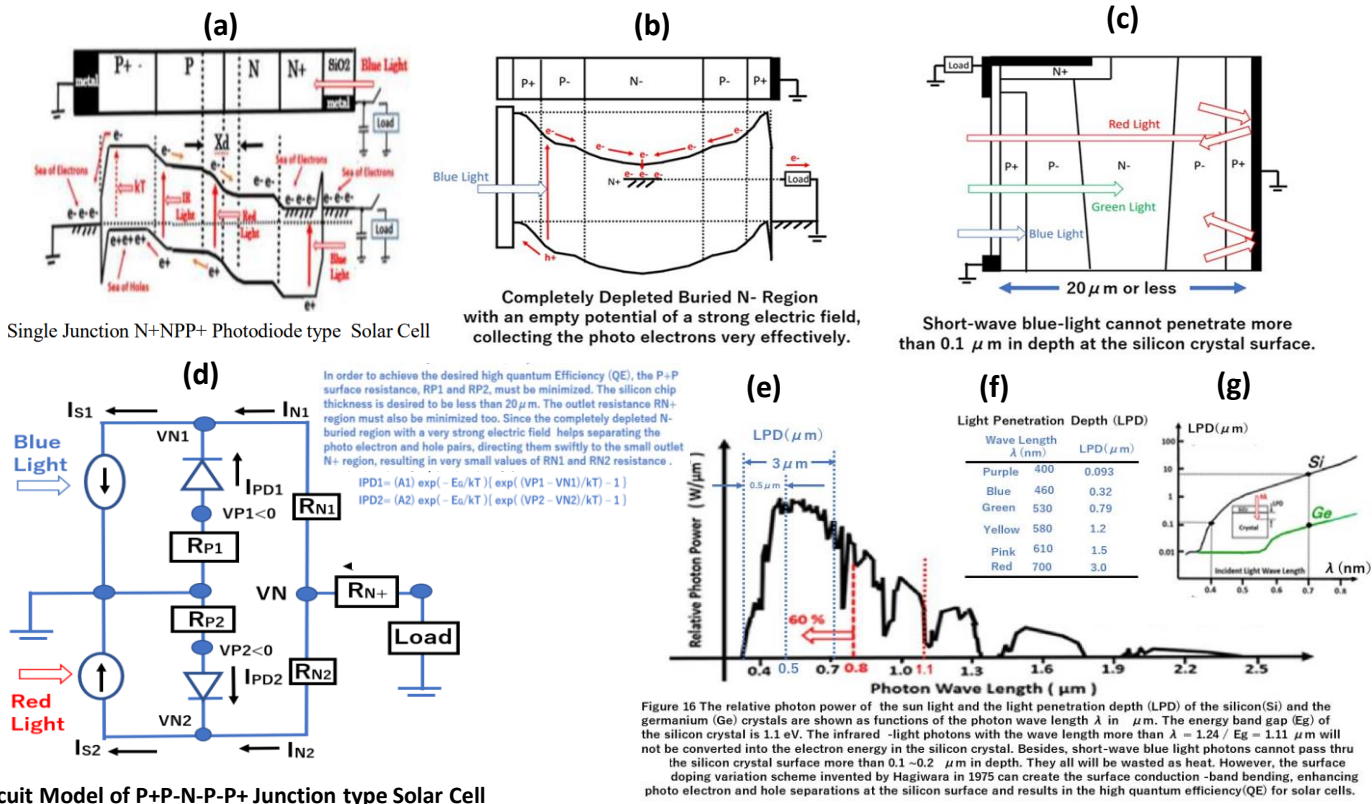 (a)
metal
P+
P
N
N+
SiO2
metal
Blue Light
Load
Xd
Sea of Electrons
Sea of Electrons
Sea of Electrons
e-
kT
IR
Light
Red
Light
Blue
Light
Load
e+e+e+
e+
Sea of Holes
e+
Single Junction N+NPP+ Photodiode type Solar Cell
(b)
P+
P-
N-
P-
P+
e-
e-
e-
e-
e-
e-
e- e- e-
N+
e-
Load
Blue Light
h+
Completely Depleted Buried N- Region
with an empty potential of a strong electric field,
collecting the photo electrons very effectively.
(c)
Load
N+
Red Light
P+
P-
N-
P-
P+
Green Light
Blue Light
20μm or less
Short-wave blue-light cannot penetrate more
than 0.1 μm in depth at the silicon crystal surface.
(d)
In order to achieve the desired high quantum Efficiency (QE), the P+P
surface resistance, RP1 and RP2, must be minimized. The silicon chip
thickness is desired to be less than 20μm. The outlet resistance RN+
region must also be minimized too. Since the completely depleted N-
buried region with a very strong electric field helps separating the
photo electron and hole pairs, directing them swiftly to the small outlet
N+ region, resulting in very small values of RN1 and RN2 resistance .
IPD1= (A1) exp(−EG/kT){ exp( (VP1 - VN1)/kT) − 1 }
IPD2= (A2) exp(−EG/kT){ exp( (VP2 - VN2)/kT) − 1 }
IS1
IN1
VN1
Blue
Light
IPD1
VP1<0
RN1
RP1
VN
RN+
RP2
Load
VP2<0
RN2
IPD2
Red
Light
VN2
IS2
IN2
cuit Model of P+P-N-P-P+ Junction type Solar Cell
(e)
LPD(μm)
3μm
0.5μm
Relative Photon Power (W/μm)
60 %
0.4
0.5
0.7
0.8
1.0
1.1
1.3
1.6
1.9
2.2
2.5
Photon Wave Length ( μm)
(f)
Light Penetration Depth (LPD)
Wave Length
λ (nm)
LPD(μm)
Purple 400 0.093
Blue 460 0.32
Green 530 0.79
Yellow 580 1.2
Pink 610 1.5
Red 700 3.0
(g)
LPD(μm)
100
10
1
0.1
0.01
Si
Ge
LPD
Crystal
Incident Light Wave Length
λ (nm)
0.4
0.5
0.6
0.7
0.8
Figure 16 The relative photon power of the sun light and the light penetration depth (LPD) of the silicon(Si) and the
germanium (Ge) crystals are shown as functions of the photon wave length λ in μm. The energy band gap (Eg) of
the silicon crystal is 1.1 eV. The infrared -light photons with the wave length more than λ = 1.24 / Eg = 1.11 μm will
not be converted into the electron energy in the silicon crystal. Besides, short-wave blue light photons cannot pass thru
the silicon crystal surface more than 0.1 ~0.2 μm in depth. They all will be wasted as heat. However, the surface
doping variation scheme invented by Hagiwara in 1975 can create the surface conduction -band bending, enhancing
photo electron and hole separations at the silicon surface and results in the high quantum efficiency(QE) for solar cells.